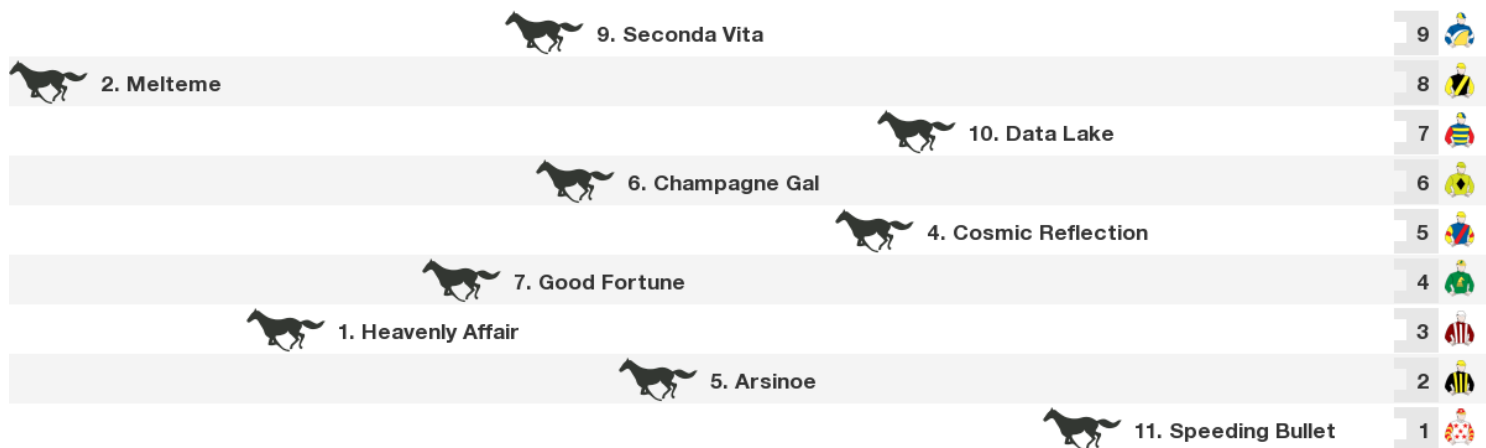 9. Seconda Vita 9
2. Melteme 8
10. Data Lake 7
6. Champagne Gal 6
4. Cosmic Reflection 5
7. Good Fortune 4
1. Heavenly Affair 3
5. Arsinoe 2
11. Speeding Bullet 1